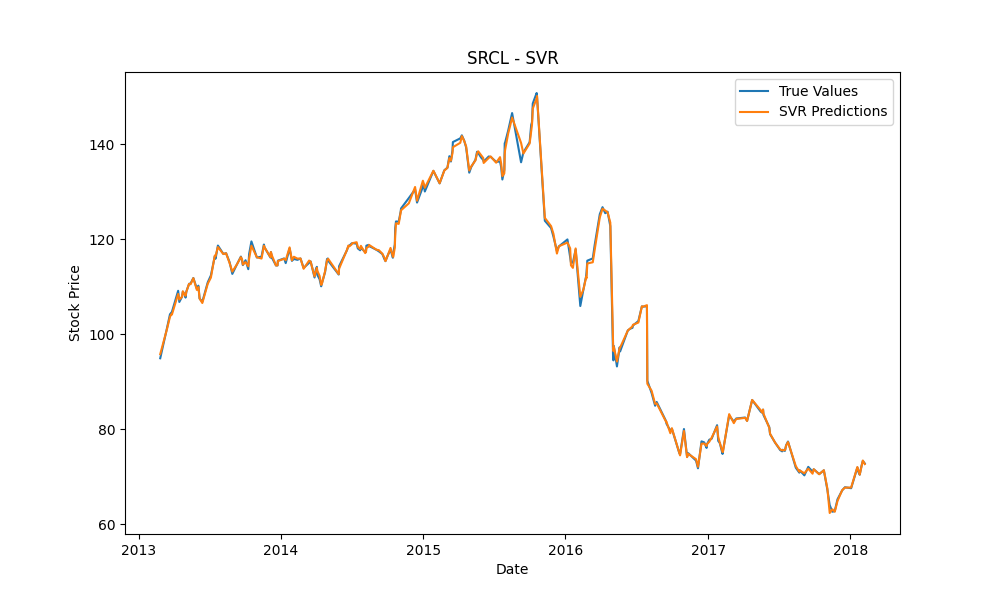 SRCL - SVR
True Values
SVR Predictions
140
120
100
80
60
Stock Price
2013 2014 2015 2016 2017 2018
Date